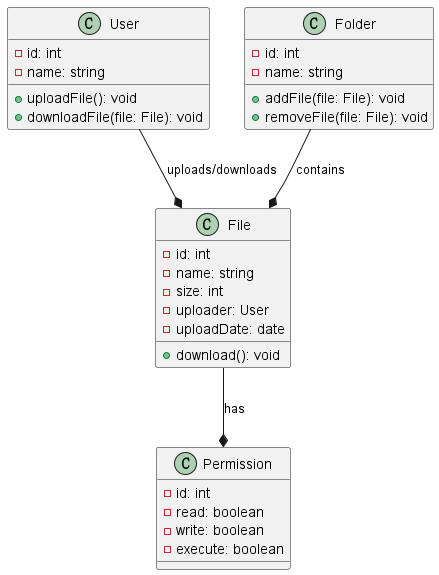 C User
id: int
name: string
uploadFile(): void
downloadFile(file: File): void
C Folder
id: int
name: string
addFile(file: File): void
removeFile(file: File): void
uploads/downloads
contains
C File
id: int
name: string
size: int
uploader: User
uploadDate: date
download(): void
has
C Permission
id: int
read: boolean
write: boolean
execute: boolean